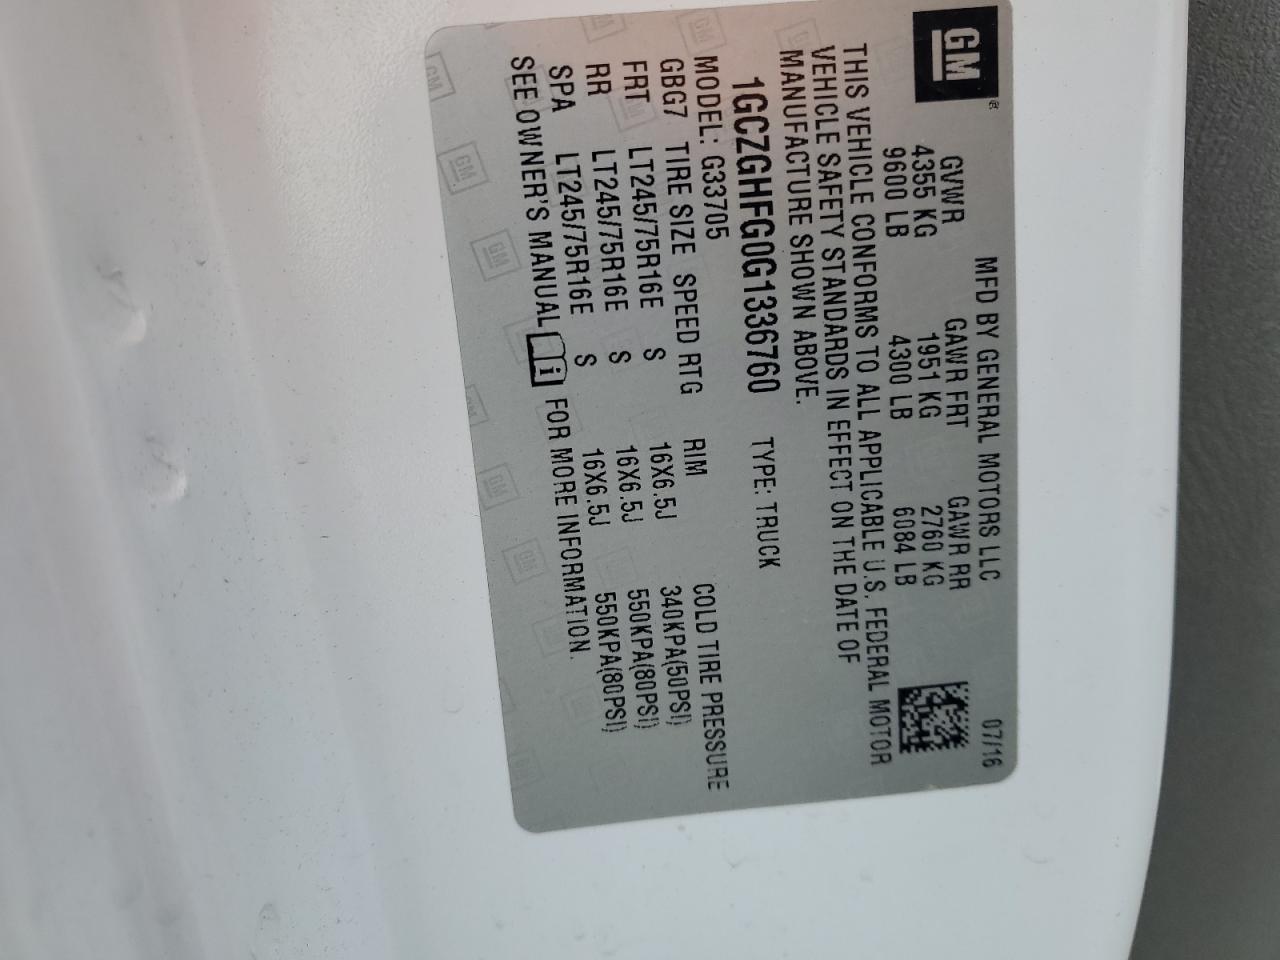 GM®
MFD BY GENERAL MOTORS LLC 07/16
GVWR GAWR FRT GAWR RR
4355 KG 1951 KG 2760 KG
9600 LB 4300 LB 6084 LB
THIS VEHICLE CONFORMS TO ALL APPLICABLE U.S. FEDERAL MOTOR
VEHICLE SAFETY STANDARDS IN EFFECT ON THE DATE OF
MANUFACTURE SHOWN ABOVE.
1GCZGHFG0G1336760 TYPE: TRUCK
MODEL: G33705
GBG7 TIRE SIZE SPEED RTG RIM COLD TIRE PRESSURE
FRT LT245/75R16E S 16X6.5J 340KPA(50PSI)
RR LT245/75R16E S 16X6.5J 550KPA(80PSI)
SPA LT245/75R16E S 16X6.5J 550KPA(80PSI)
SEE OWNER'S MANUAL i FOR MORE INFORMATION.